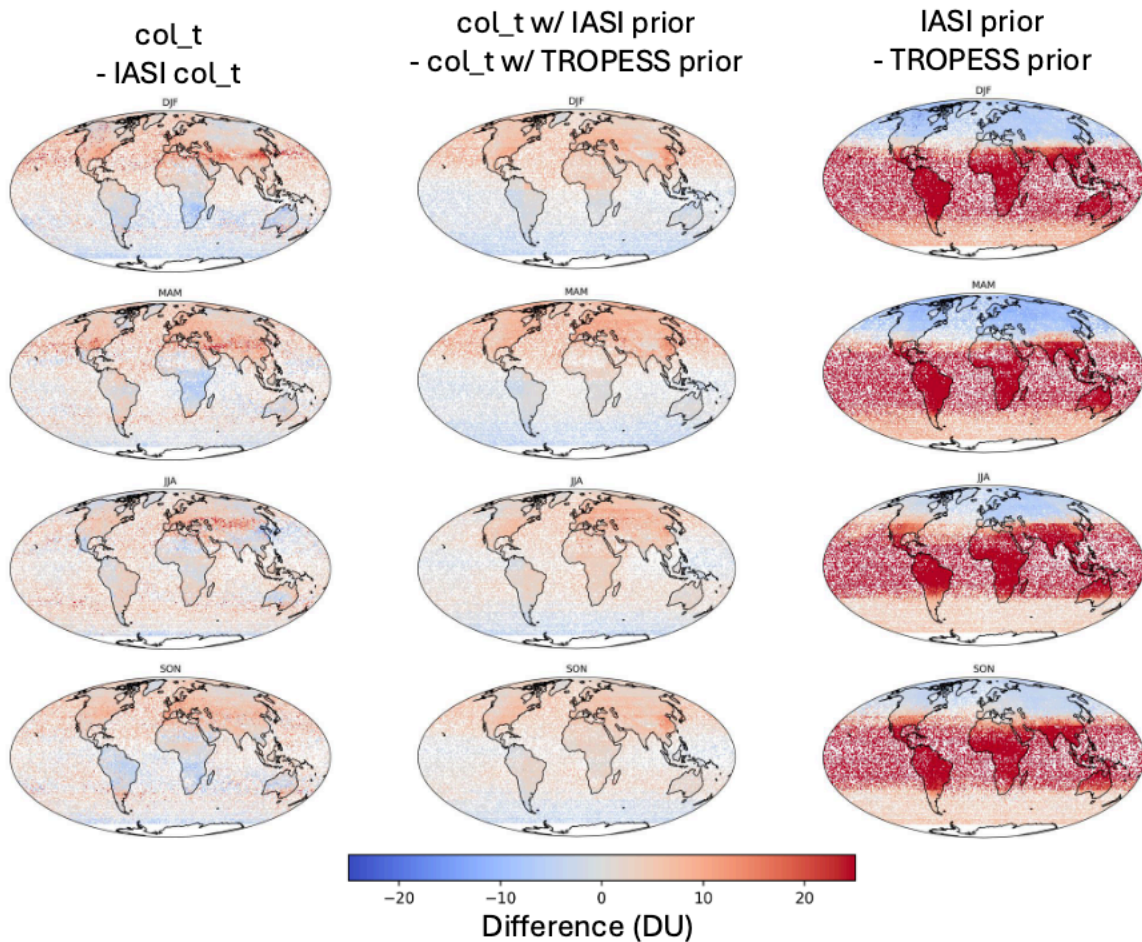 col_t
- IASI col_t
col_t w/ IASI prior
- col_t w/ TROPESS prior
IASI prior
- TROPESS prior
DJF
DJF
DJF
MAM
MAM
MAM
JJA
JJA
JJA
SON
SON
SON
−20
−10
0
10
20
Difference (DU)